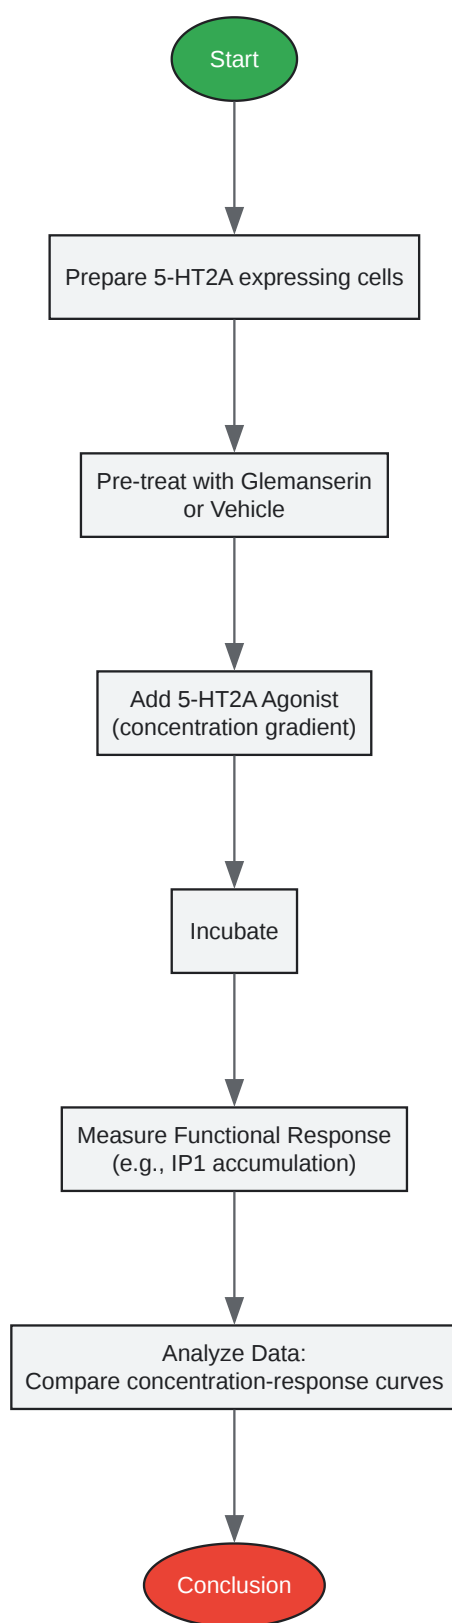 Start
Prepare 5-HT2A expressing cells
Pre-treat with Glemanserin
or Vehicle
Add 5-HT2A Agonist
(concentration gradient)
Incubate
Measure Functional Response
(e.g., IP1 accumulation)
Analyze Data:
Compare concentration-response curves
Conclusion